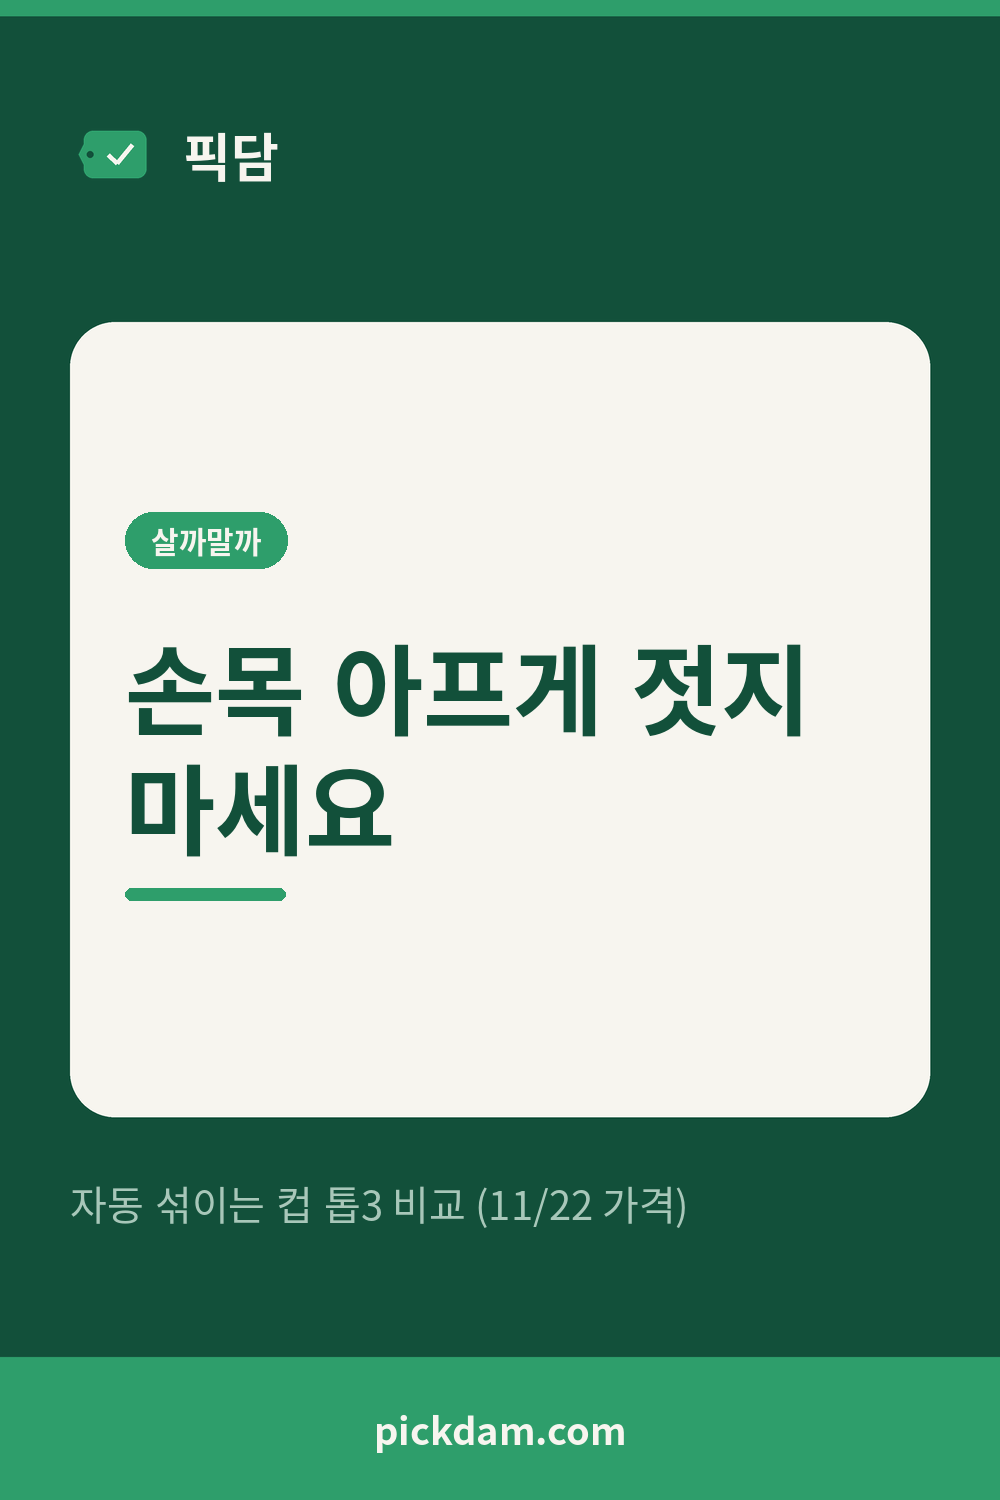 픽담
살까말까
손목 아프게 젓지
마세요
자동 섞이는 컵 톱3 비교 (11/22 가격)
pickdam.com